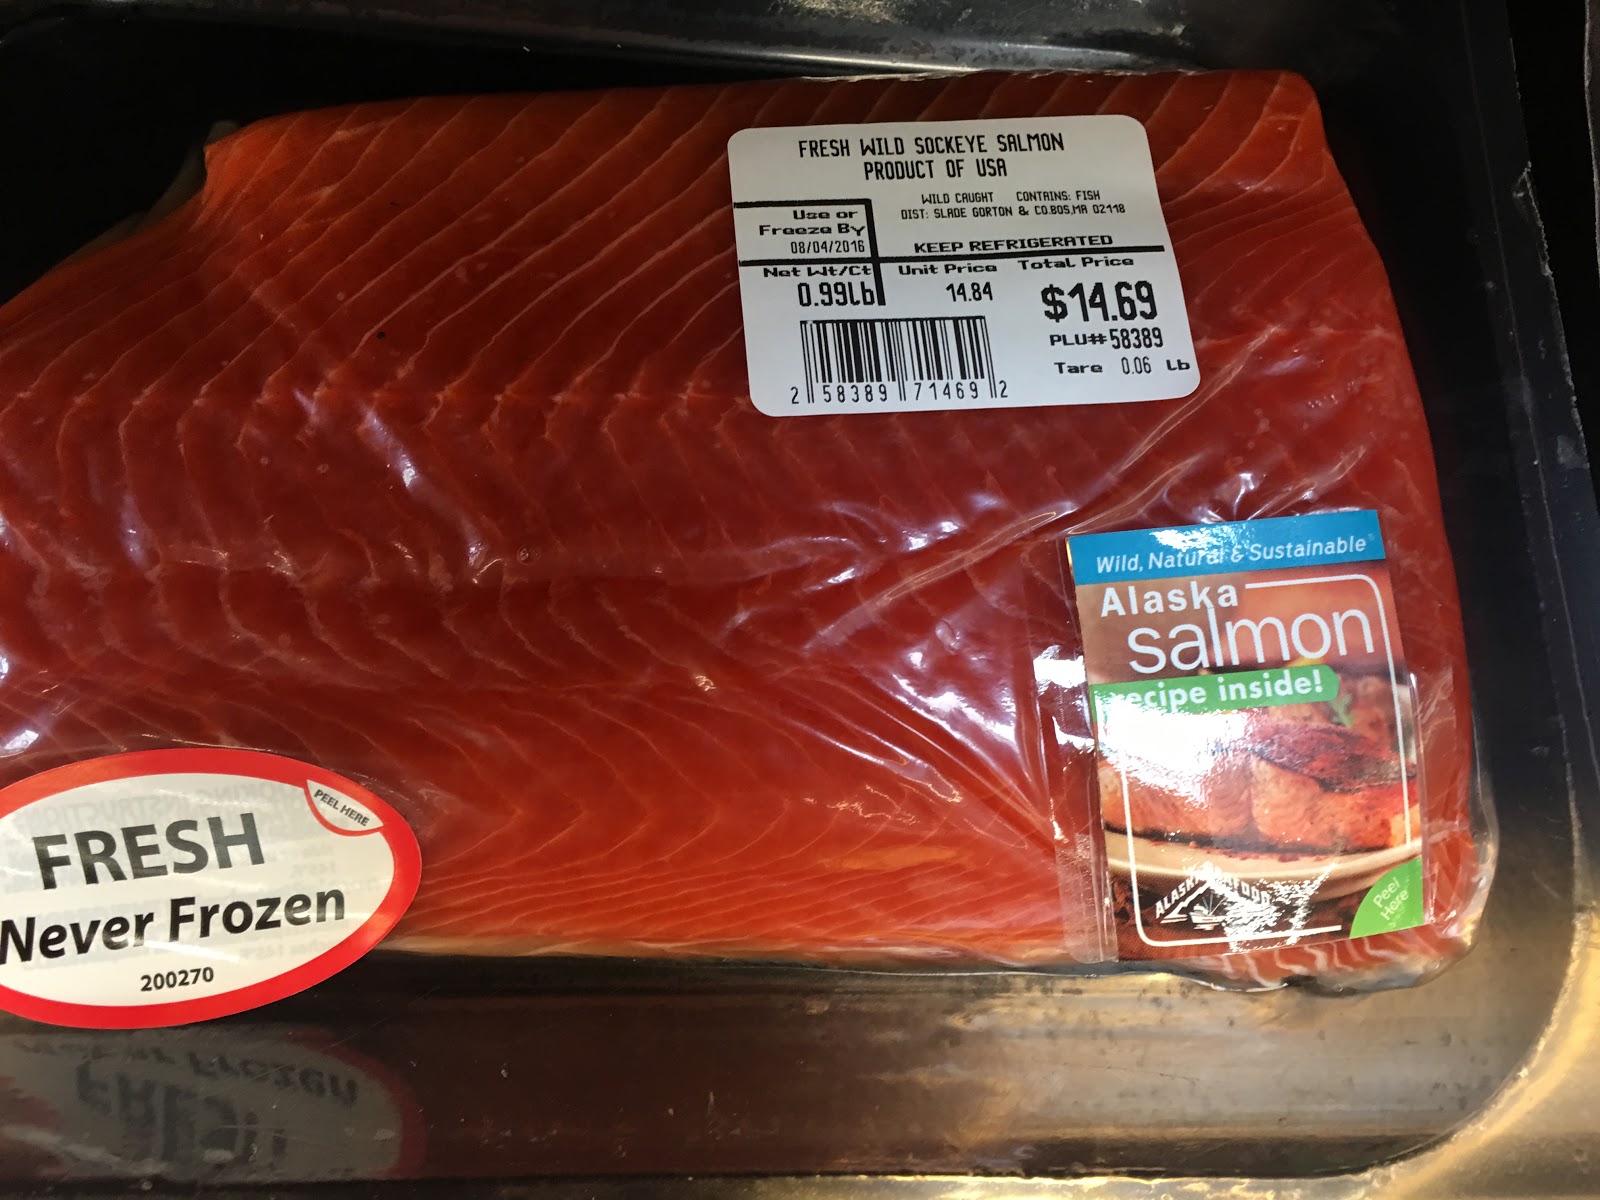 FRESH WILD SOCKEYE SALMON
PRODUCT OF USA
WILD CAUGHT CONTAINS: FISH
DIST: SLADE GORTON & CO.BOS,MA 02118
Use or
Freeze By
08/04/2016
KEEP REFRIGERATED
Net Wt/Ct
0.99lb
Unit Price
14.84
Total Price
$14.69
PLU#58389
Tare 0.06 lb
2 58389 71469 2
Wild, Natural & Sustainable
Alaska
salmon
recipe inside!
ALASKA SEAFOOD
Peel
Here
PEEL HERE
FRESH
Never Frozen
200270